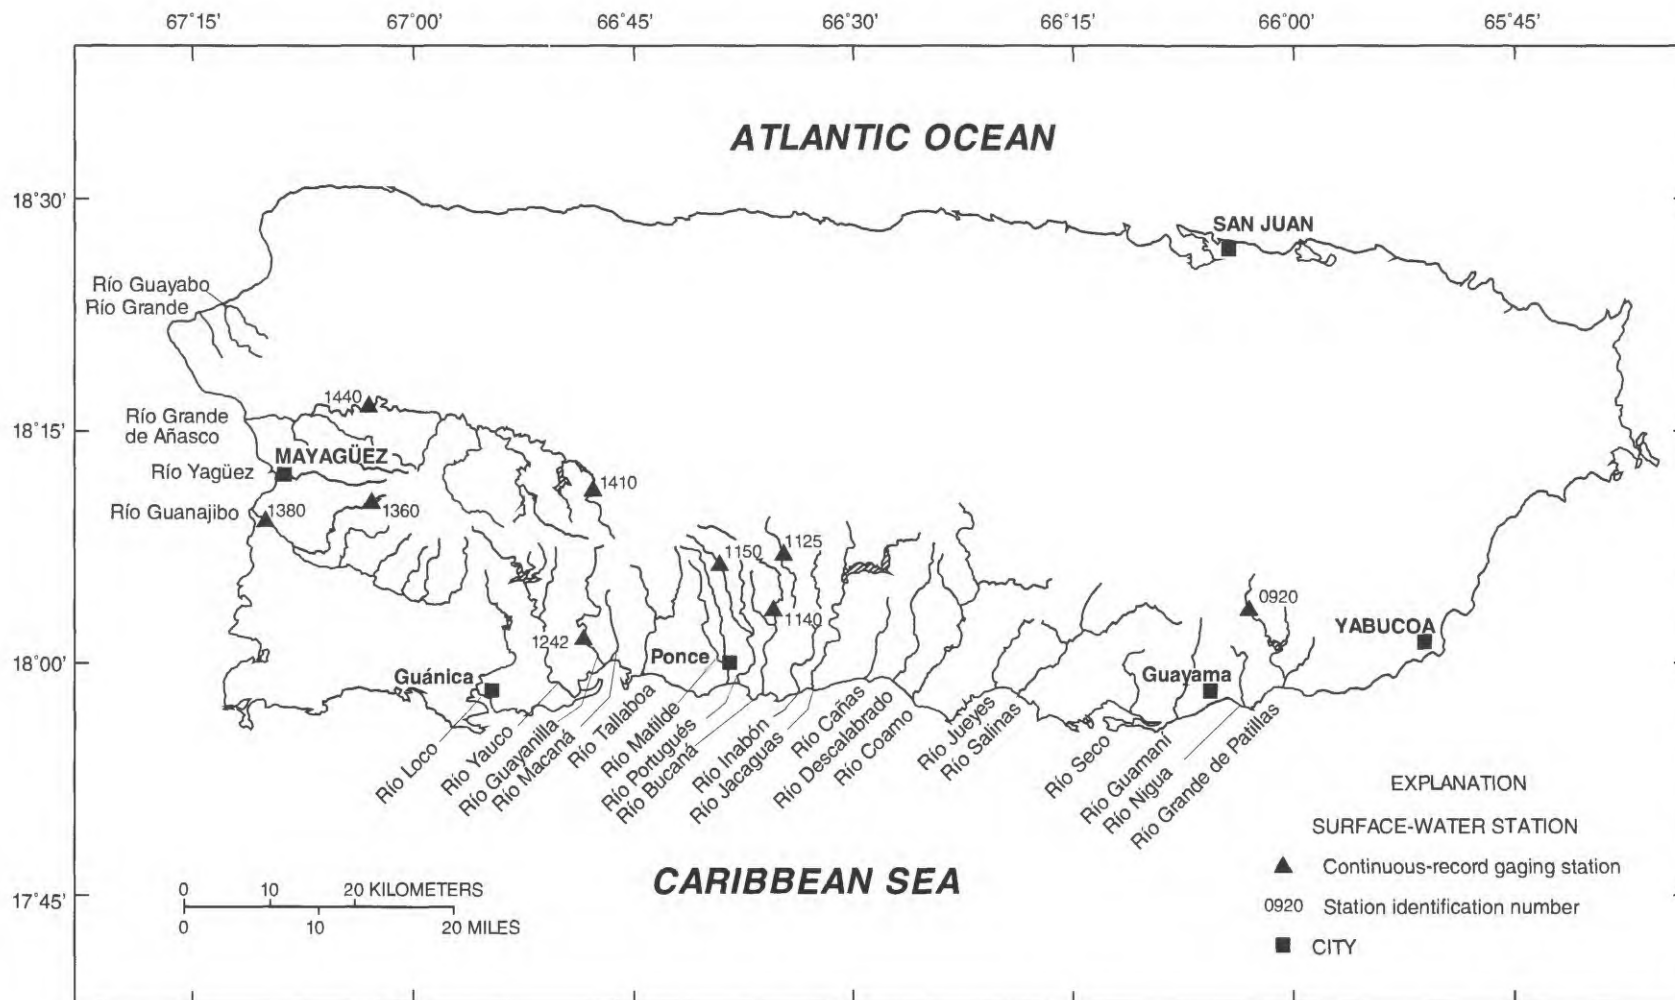 67°15' 67°00' 66°45' 66°30' 66°15' 66°00' 65°45'
ATLANTIC OCEAN
18°30'
SAN JUAN
Río Guayabo
Río Grande
1440
Río Grande
de Añasco
18°15'
MAYAGÜEZ
Río Yagüez
1410
Río Guanajibo
1380
1360
1150
1125
0920
1140
1242
YABUCOA
18°00'
Ponce
Guánica
Guayama
Río Loco
Río Yauco
Río Guayanilla
Río Macaná
Río Tallaboa
Río Matilde
Río Portugués
Río Bucaná
Río Inabón
Río Jacaguas
Río Cañas
Río Descalabrado
Río Coamo
Río Jueyes
Río Salinas
Río Seco
Río Guamaní
Río Nigua
Río Grande de Patillas
EXPLANATION
SURFACE-WATER STATION
Continuous-record gaging station
0920 Station identification number
CITY
CARIBBEAN SEA
17°45'
0 10 20 KILOMETERS
0 10 20 MILES